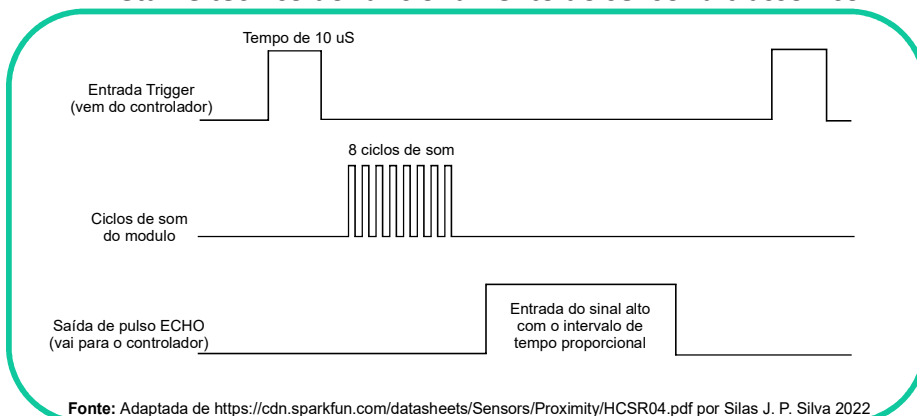 Tempo de 10 uS
Entrada Trigger
(vem do controlador)
8 ciclos de som
Ciclos de som
do modulo
Entrada do sinal alto
com o intervalo de
tempo proporcional
Saída de pulso ECHO
(vai para o controlador)
Fonte: Adaptada de https://cdn.sparkfun.com/datasheets/Sensors/Proximity/HCSR04.pdf por Silas J. P. Silva 2022